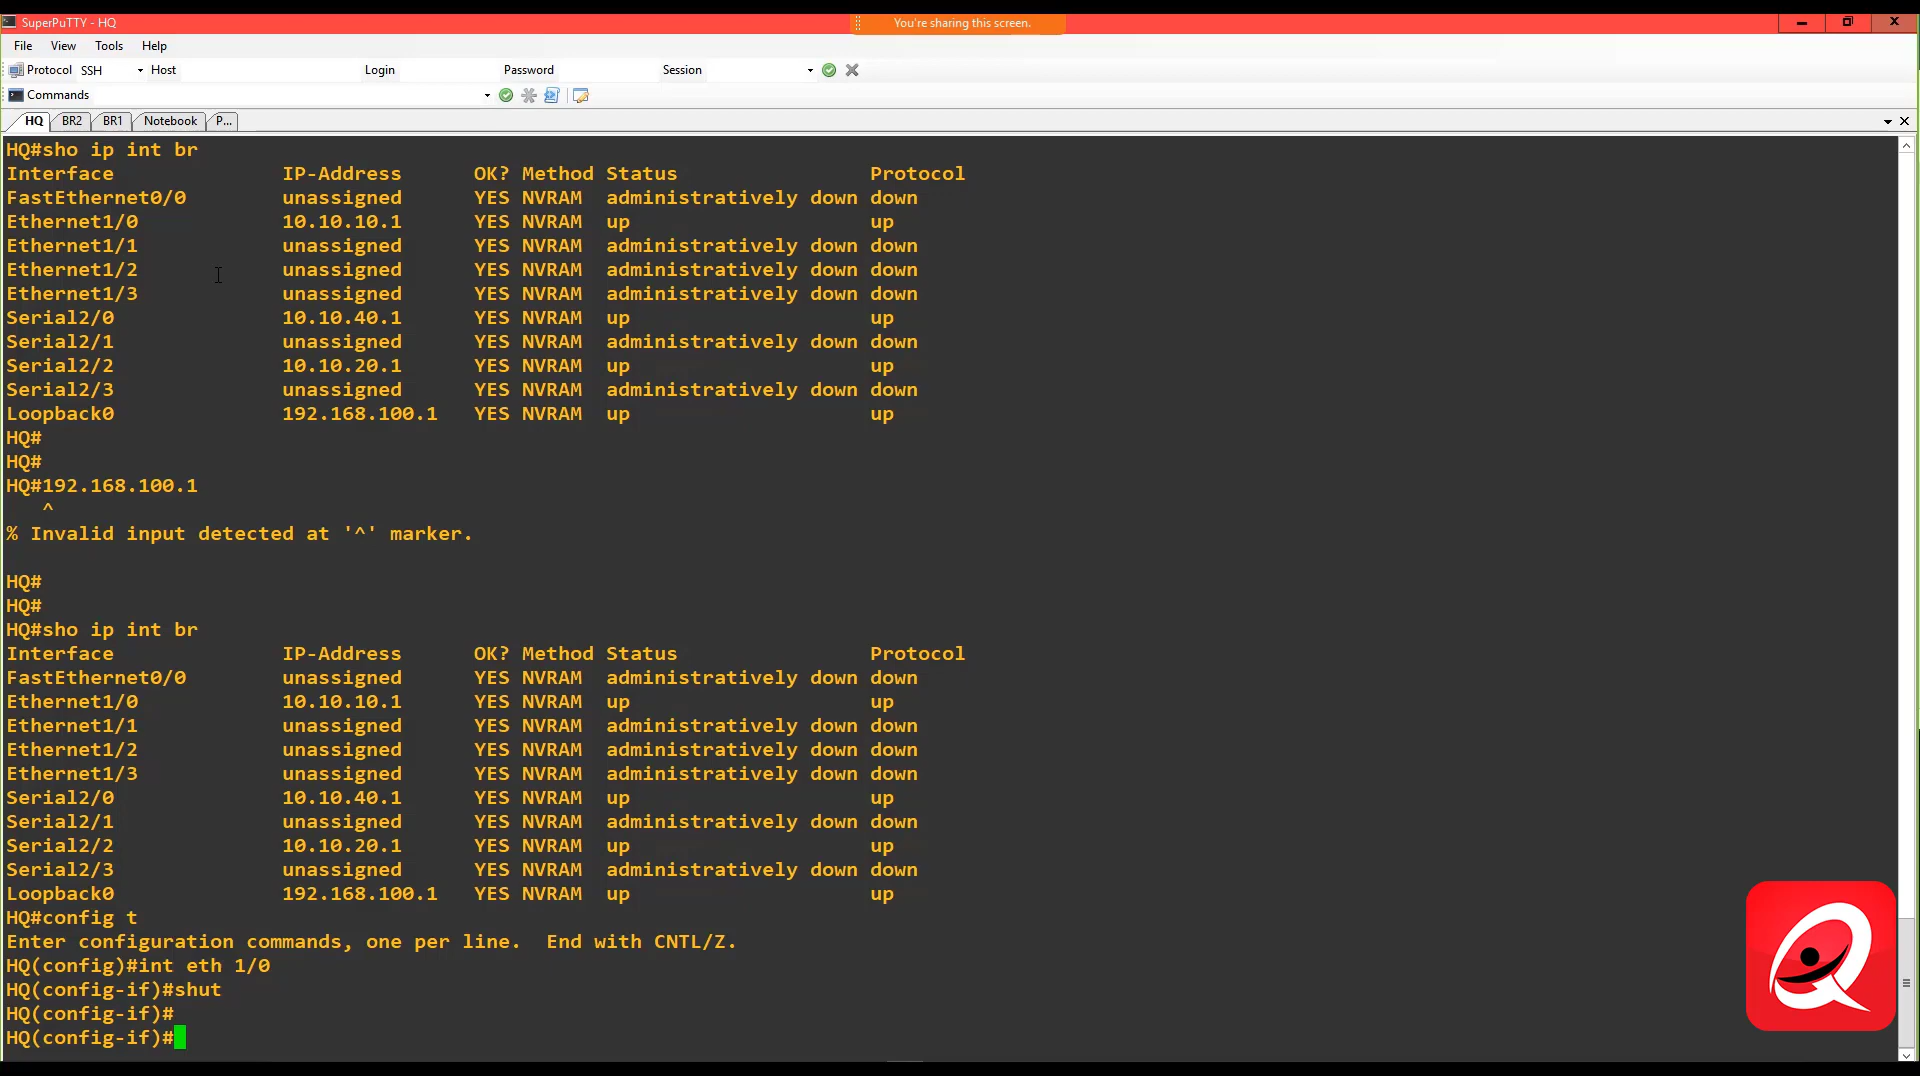 SuperPuTTY - HQ
You're sharing this screen.
File View Tools Help
Protocol SSH Host Login Password Session
Commands
HQ BR2 BR1 Notebook P...
HQ#sho ip int br
Interface IP-Address OK? Method Status Protocol
FastEthernet0/0 unassigned YES NVRAM administratively down down
Ethernet1/0 10.10.10.1 YES NVRAM up up
Ethernet1/1 unassigned YES NVRAM administratively down down
Ethernet1/2 unassigned YES NVRAM administratively down down
Ethernet1/3 unassigned YES NVRAM administratively down down
Serial2/0 10.10.40.1 YES NVRAM up up
Serial2/1 unassigned YES NVRAM administratively down down
Serial2/2 10.10.20.1 YES NVRAM up up
Serial2/3 unassigned YES NVRAM administratively down down
Loopback0 192.168.100.1 YES NVRAM up up
HQ#
HQ#
HQ#192.168.100.1
^
% Invalid input detected at '^' marker.
HQ#
HQ#
HQ#sho ip int br
Interface IP-Address OK? Method Status Protocol
FastEthernet0/0 unassigned YES NVRAM administratively down down
Ethernet1/0 10.10.10.1 YES NVRAM up up
Ethernet1/1 unassigned YES NVRAM administratively down down
Ethernet1/2 unassigned YES NVRAM administratively down down
Ethernet1/3 unassigned YES NVRAM administratively down down
Serial2/0 10.10.40.1 YES NVRAM up up
Serial2/1 unassigned YES NVRAM administratively down down
Serial2/2 10.10.20.1 YES NVRAM up up
Serial2/3 unassigned YES NVRAM administratively down down
Loopback0 192.168.100.1 YES NVRAM up up
HQ#config t
Enter configuration commands, one per line. End with CNTL/Z.
HQ(config)#int eth 1/0
HQ(config-if)#shut
HQ(config-if)#
HQ(config-if)#